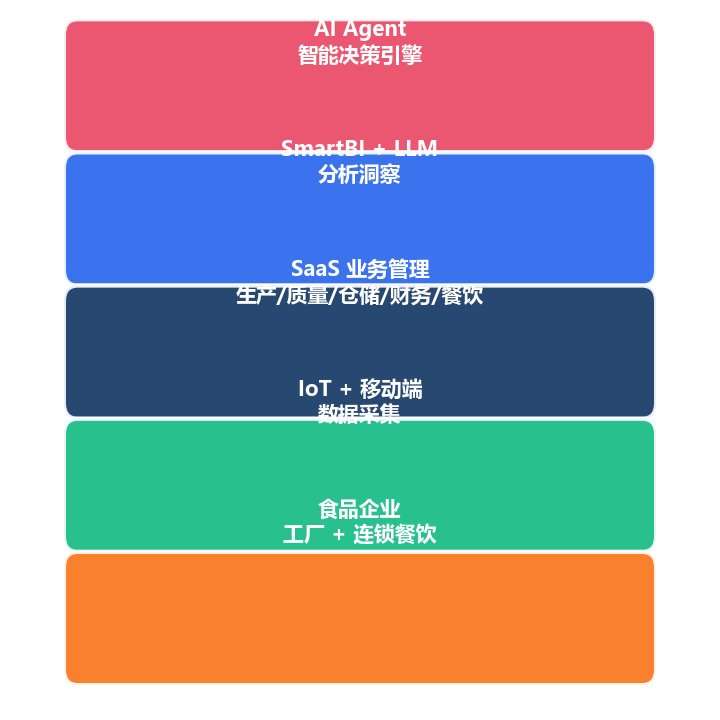 AI Agent
智能决策引擎
SmartBI + LLM
分析洞察
SaaS 业务管理
生产/质量/仓储/财务/餐饮
IoT + 移动端
数据采集
食品企业
工厂 + 连锁餐饮